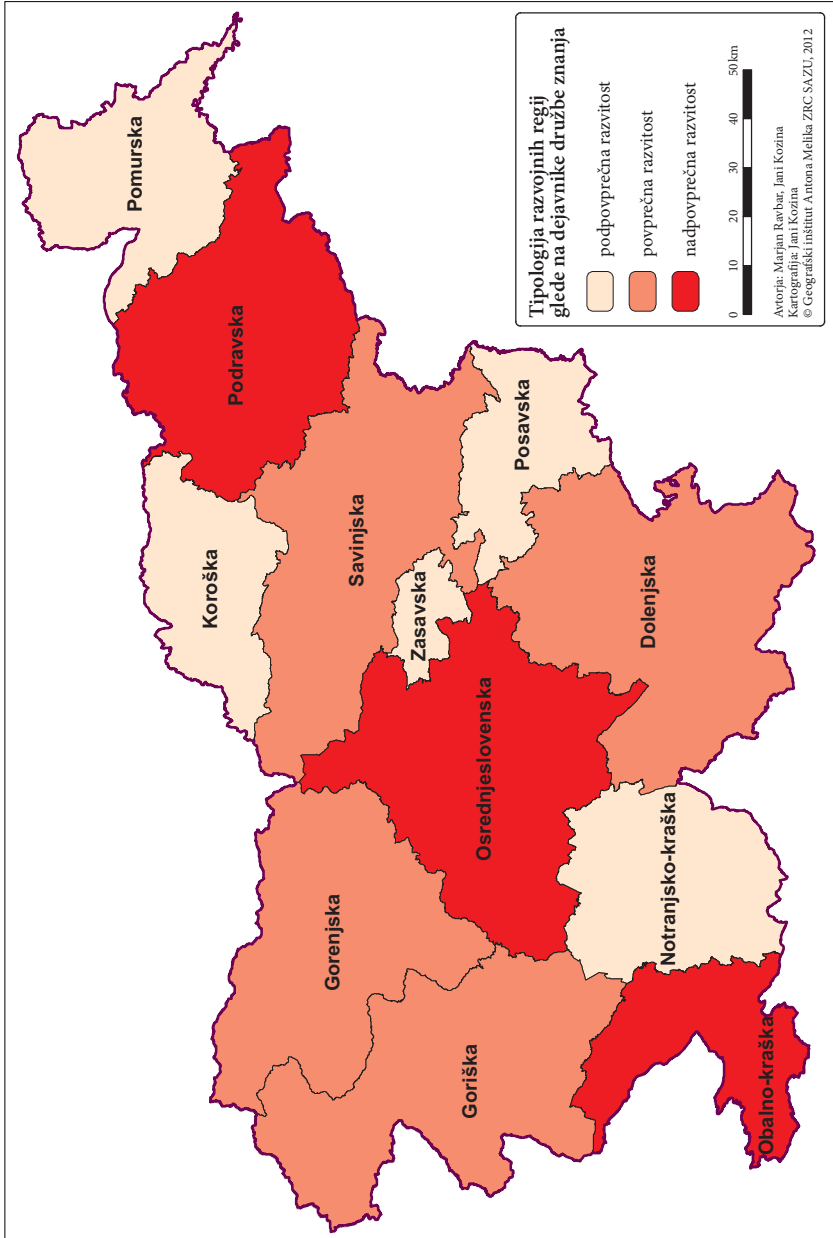 Pomurska
Podravska
Koroška
Savinjska
Gorenjska
Zasavska
Posavska
Osrednjeslovenska
Goriška
Dolenjska
Notranjsko-kraška
Obalno-kraška
Tipologija razvojnih regij
glede na dejavnike družbe znanja
podpovprečna razvitost
povprečna razvitost
nadpovprečna razvitost
0 10 20 30 40 50 km
Avtorja: Marjan Ravbar, Jani Kozina
Kartografija: Jani Kozina
© Geografski inštitut Antona Melika ZRC SAZU, 2012